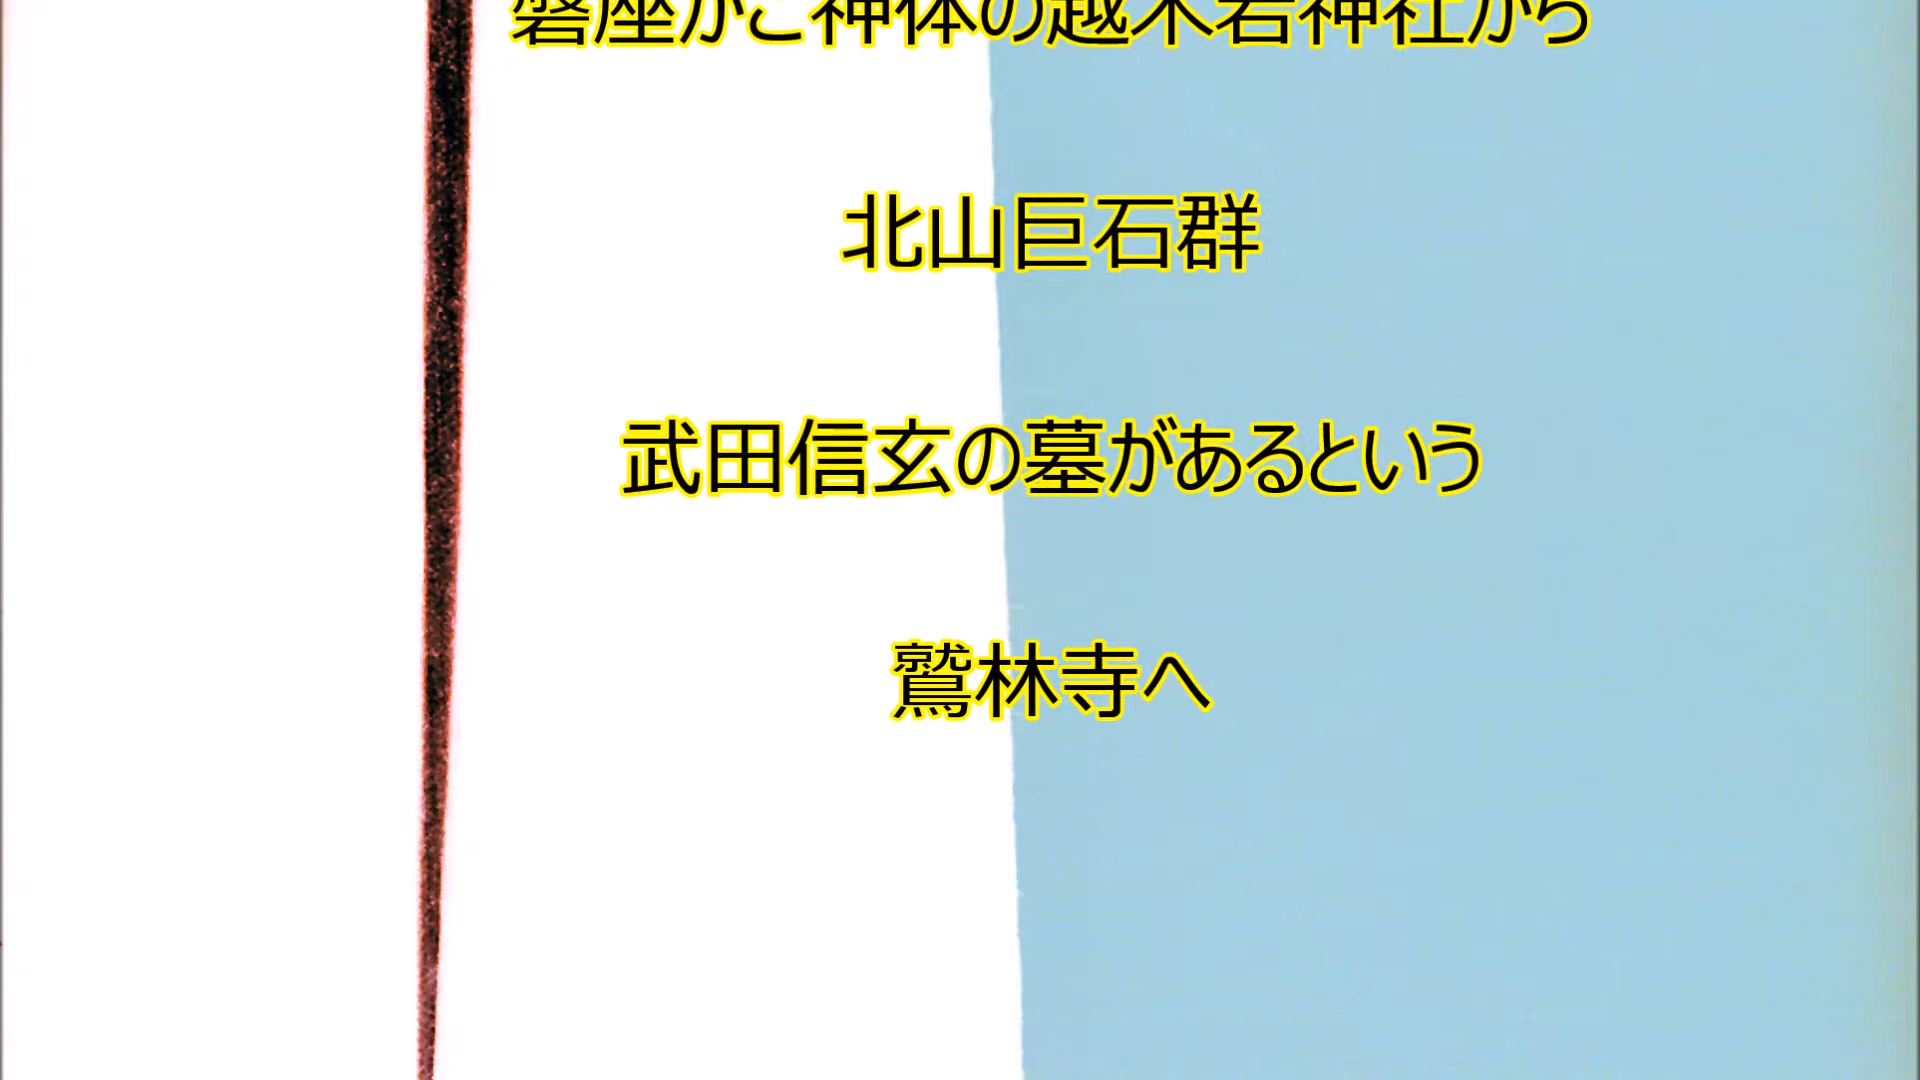 磐座がご神体の越木岩神社から
北山巨石群
武田信玄の墓があるという
鷲林寺へ